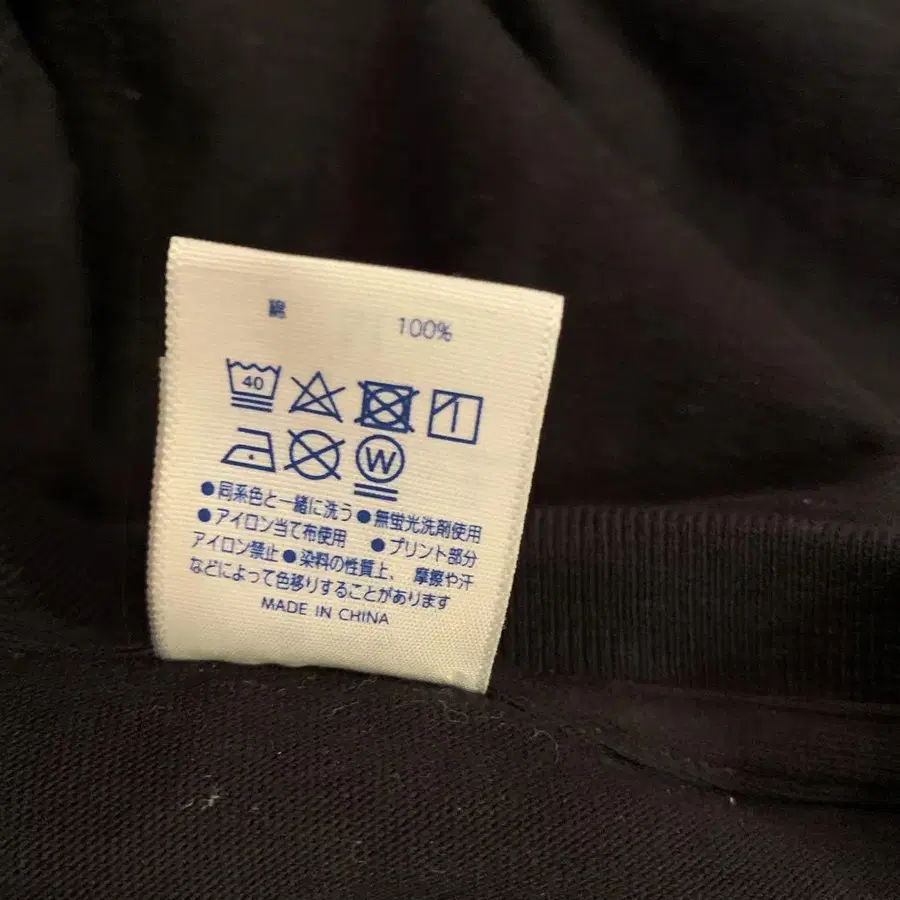 綿 100%
40
W
●同系色と一緒に洗う●無蛍光洗剤使用
●アイロン当て布使用 ●プリント部分
アイロン禁止●染料の性質上、摩擦や汗
などによって色移りすることがあります
MADE IN CHINA